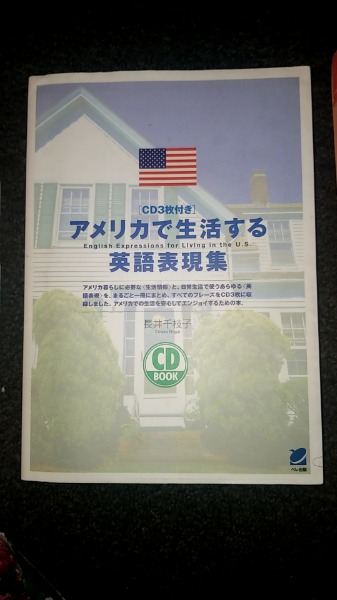 [CD3枚付き]
アメリカで生活する
English Expressions for Living in the U.S.
英語表現集
アメリカ暮らしに必要な〈生活情報〉と、日常生活で使うあらゆる〈英
語表現〉を、まるごと一冊にまとめ、すべてのフレーズをCD3枚に収
録しました。アメリカでの生活を安心してエンジョイするための本。
長井千枝子
CD
BOOK
ベレ出版